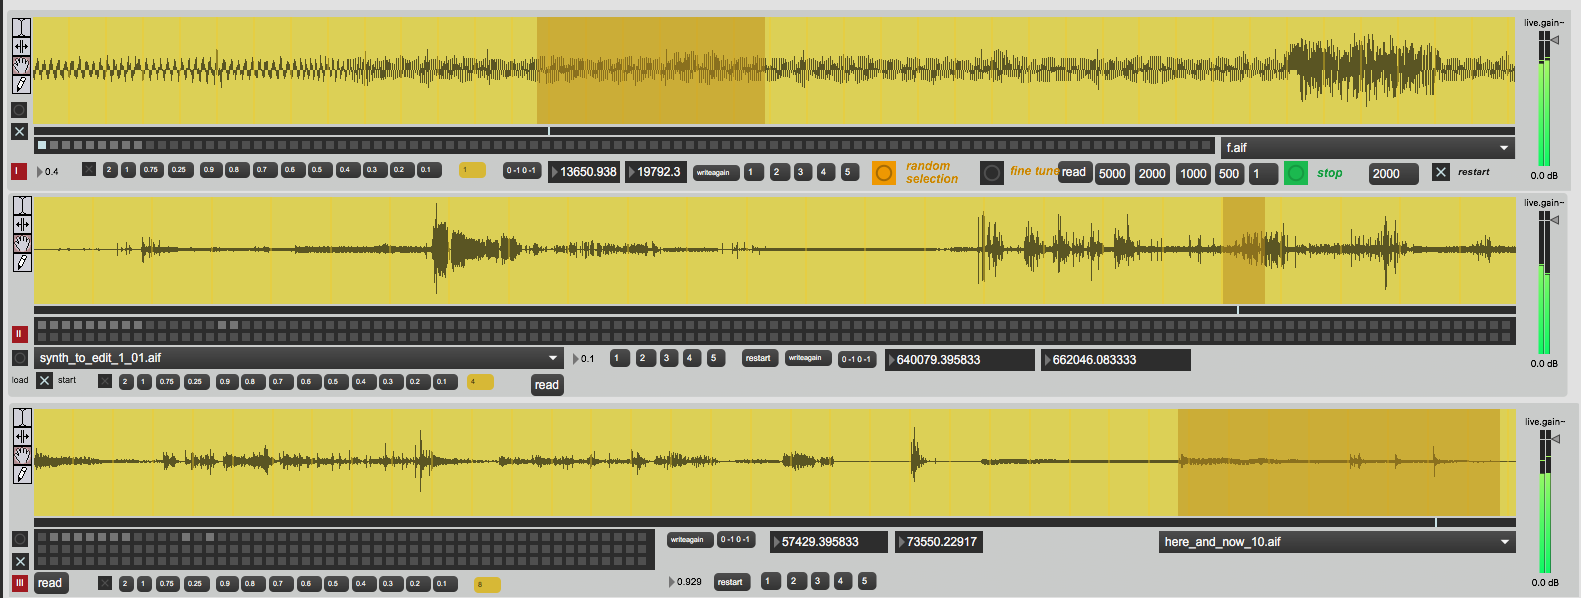 live.gain~
f.aif
I 0.4 2 1 0.75 0.25 0.9 0.8 0.7 0.6 0.5 0.4 0.3 0.2 0.1 1 0 -1 0 -1 13650.938 19792.3 writeagain 1 2 3 4 5 random selection fine tune read 5000 2000 1000 500 1 stop 2000 restart 0.0 dB
live.gain~
II
synth_to_edit_1_01.aif 0.1 1 2 3 4 5 restart writeagain 0 -1 0 -1 640079.395833 662046.083333 0.0 dB
load start 2 1 0.75 0.25 0.9 0.8 0.7 0.6 0.5 0.4 0.3 0.2 0.1 4 read
live.gain~
writeagain 0 -1 0 -1 57429.395833 73550.22917 here_and_now_10.aif
III read 2 1 0.75 0.25 0.9 0.8 0.7 0.6 0.5 0.4 0.3 0.2 0.1 8 0.929 restart 1 2 3 4 5 0.0 dB